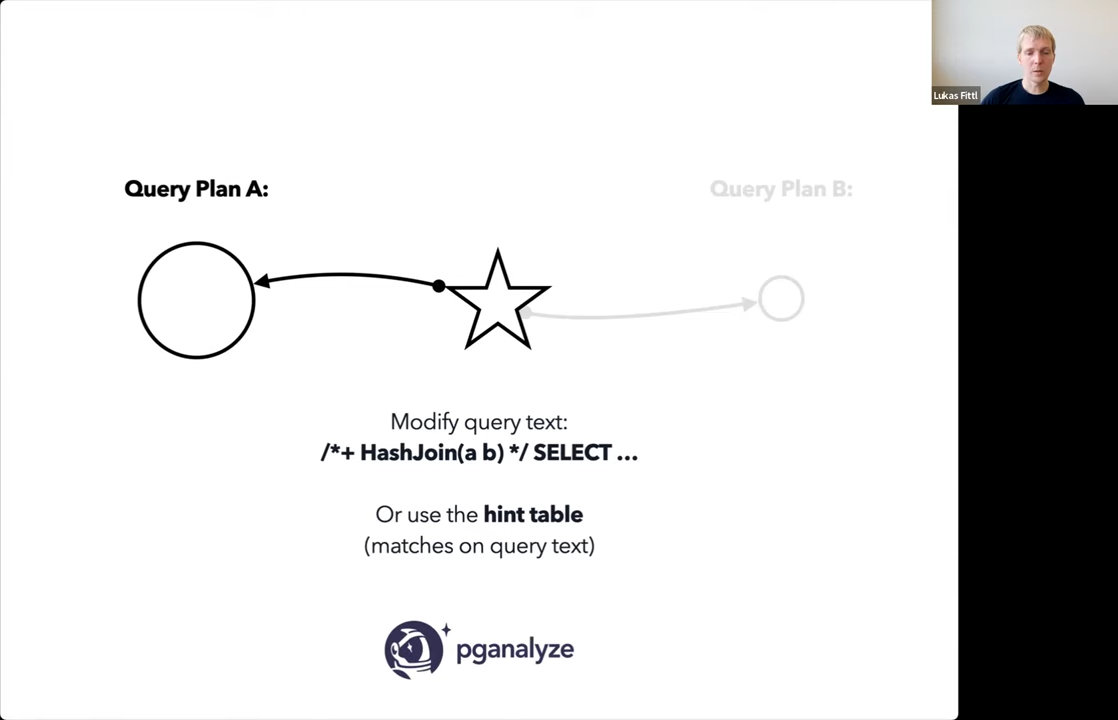 Lukas Fittl
Query Plan A:
Query Plan B:
Modify query text:
/*+ HashJoin(a b) */ SELECT ...
Or use the hint table
(matches on query text)
pganalyze